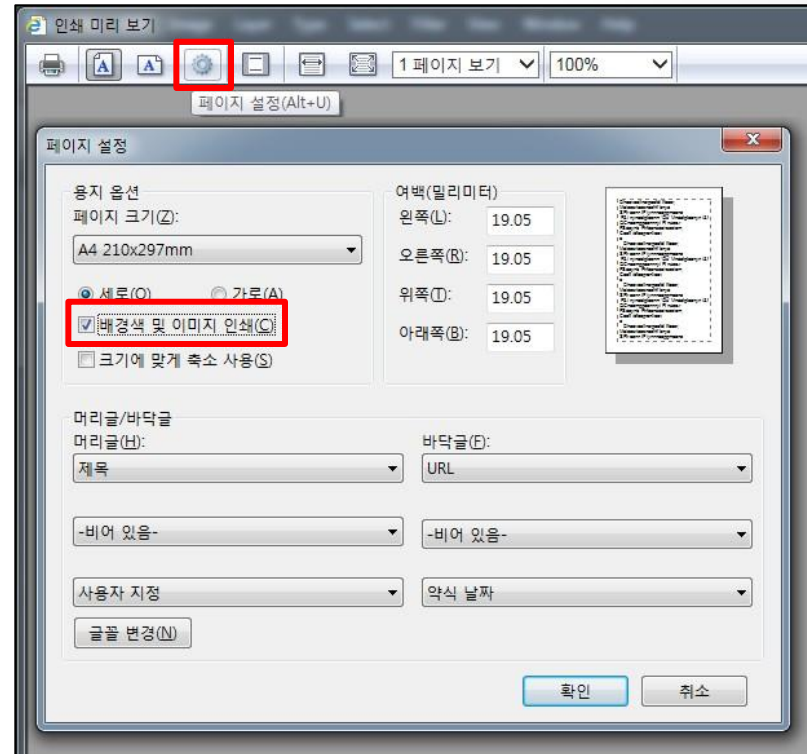 인쇄 미리 보기
1 페이지 보기 100%
페이지 설정(Alt+U)
페이지 설정
용지 옵션
페이지 크기(Z):
A4 210x297mm
세로(O) 가로(A)
배경색 및 이미지 인쇄(C)
크기에 맞게 축소 사용(S)
여백(밀리미터)
왼쪽(L): 19.05
오른쪽(R): 19.05
위쪽(T): 19.05
아래쪽(B): 19.05
머리글/바닥글
머리글(H): 바닥글(F):
제목 URL
-비어 있음- -비어 있음-
사용자 지정 약식 날짜
글꼴 변경(N)
확인 취소